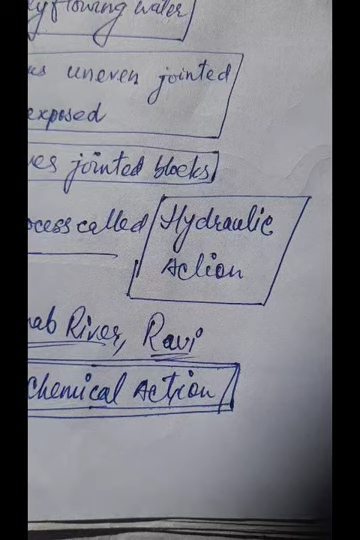 flowing water
uneven jointed
exposed
jointed blocks
called Hydraulic
Action
River, Ravi
Chemical Action